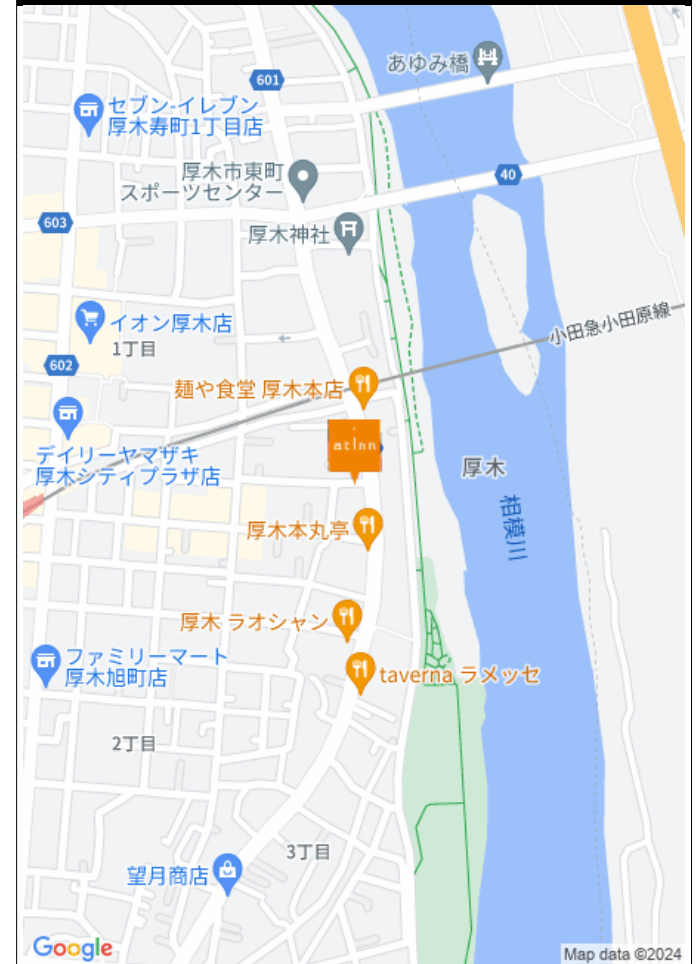 あゆみ橋
601
セブン-イレブン
厚木寿町1丁目店
厚木市東町
スポーツセンター
40
603
厚木神社
イオン厚木店
1丁目
小田急小田原線
602
麺や食堂 厚木本店
デイリーヤマザキ
厚木シティプラザ店
atInn
厚木
相模川
厚木本丸亭
厚木 ラオシャン
ファミリーマート
厚木旭町店
taverna ラメッセ
2丁目
3丁目
望月商店
Google
Map data ©2024